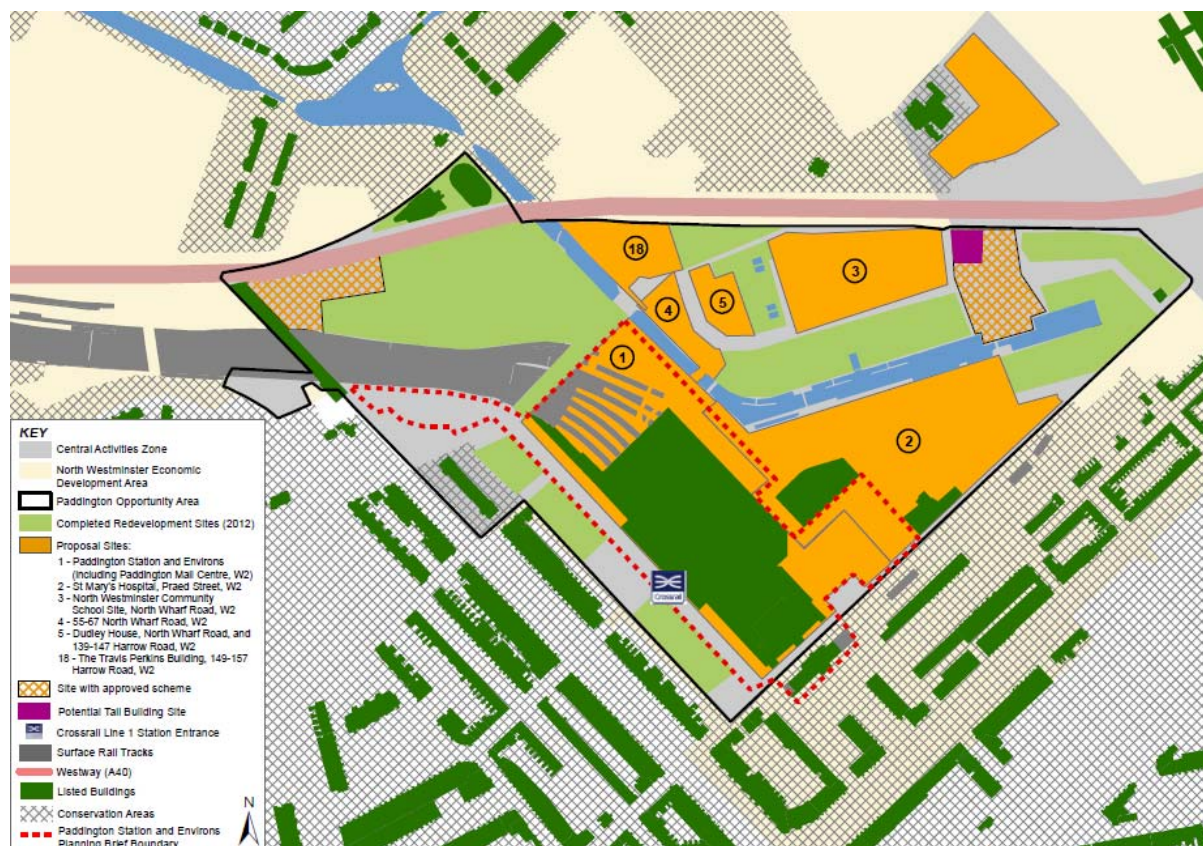 18
3
5
4
1
2
Crossrail
KEY
Central Activities Zone
North Westminster Economic
Development Area
Paddington Opportunity Area
Completed Redevelopment Sites (2012)
Proposal Sites:
1 - Paddington Station and Environs
(including Paddington Mail Centre, W2)
2 - St Mary's Hospital, Praed Street, W2
3 - North Westminster Community
School Site, North Wharf Road, W2
4 - 55-67 North Wharf Road, W2
5 - Dudley House, North Wharf Road, and
139-147 Harrow Road, W2
18 - The Travis Perkins Building, 149-157
Harrow Road, W2
Site with approved scheme
Potential Tall Building Site
Crossrail Line 1 Station Entrance
Surface Rail Tracks
Westway (A40)
Listed Buildings
Conservation Areas
Paddington Station and Environs
Planning Brief Boundary
N